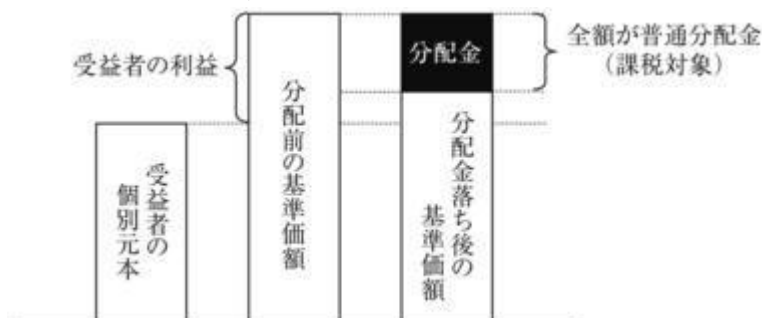 受益者の利益
受益者の
個別元本
分配前の基準価額
分配金
分配金落ち後の
基準価額
全額が普通分配金
（課税対象）